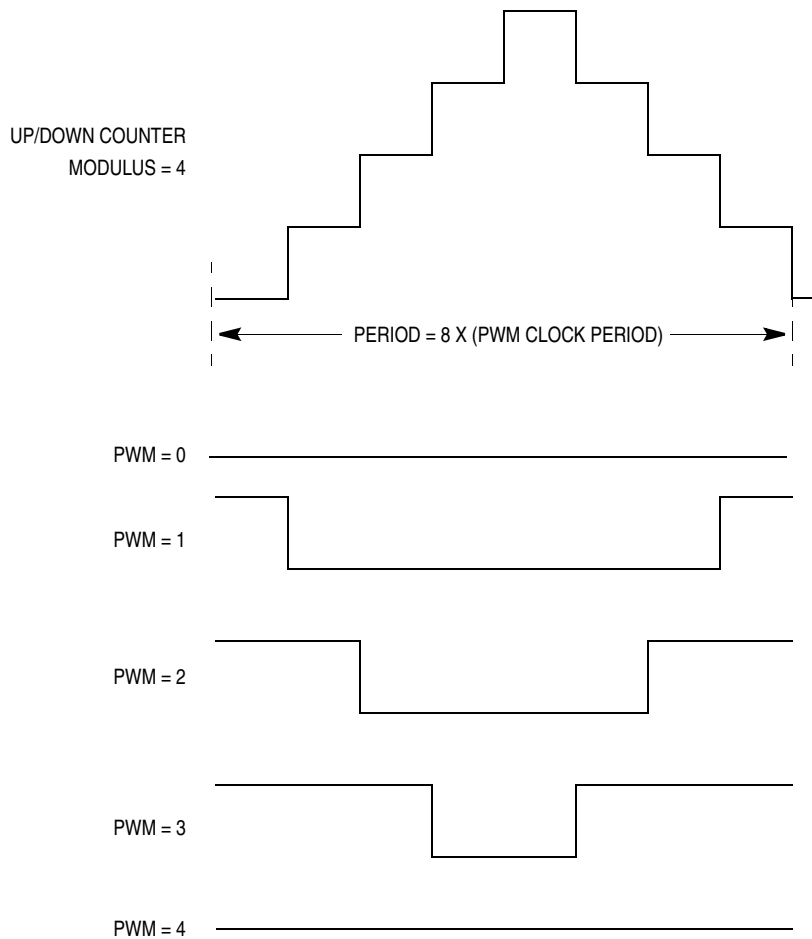 UP/DOWN COUNTER
MODULUS = 4
PERIOD = 8 X (PWM CLOCK PERIOD)
PWM = 0
PWM = 1
PWM = 2
PWM = 3
PWM = 4